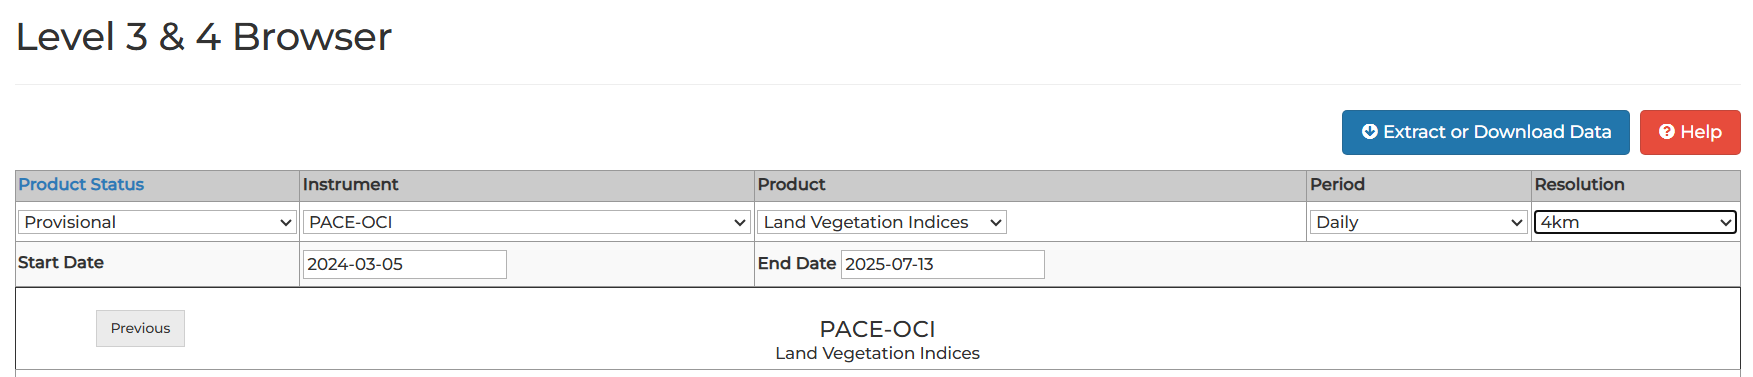 Level 3 & 4 Browser
Extract or Download Data
Help
Product Status Instrument Product Period Resolution
Provisional PACE-OCI Land Vegetation Indices Daily 4km
Start Date 2024-03-05 End Date 2025-07-13
Previous
PACE-OCI
Land Vegetation Indices